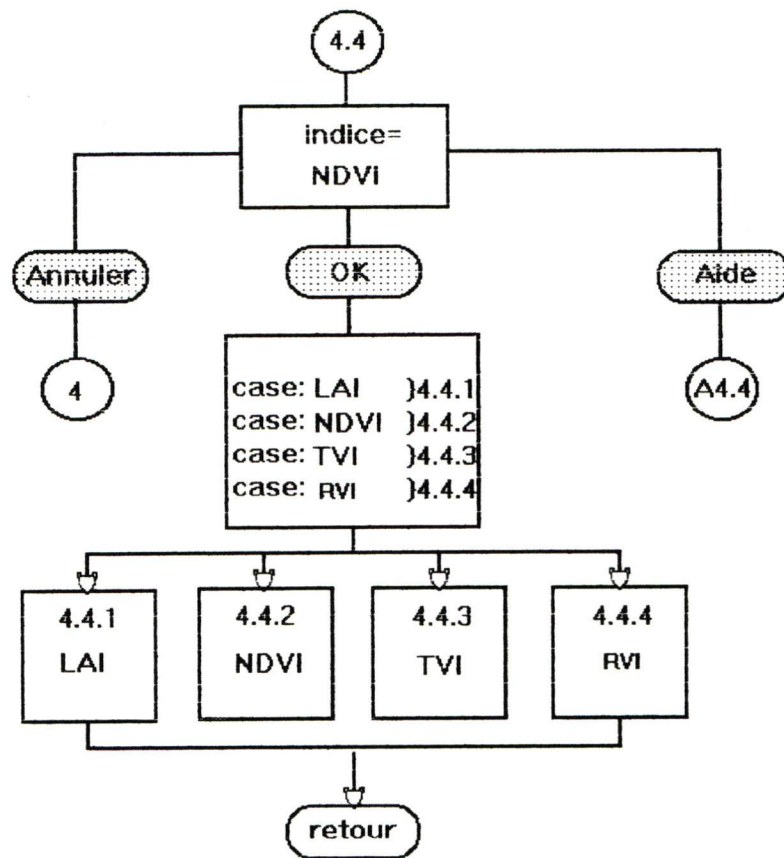 4.4
indice=
NDVI
Annuler
OK
Aide
4
A4.4
case: LAI }4.4.1
case: NDVI }4.4.2
case: TVI }4.4.3
case: RVI }4.4.4
4.4.1
LAI
4.4.2
NDVI
4.4.3
TVI
4.4.4
RVI
retour